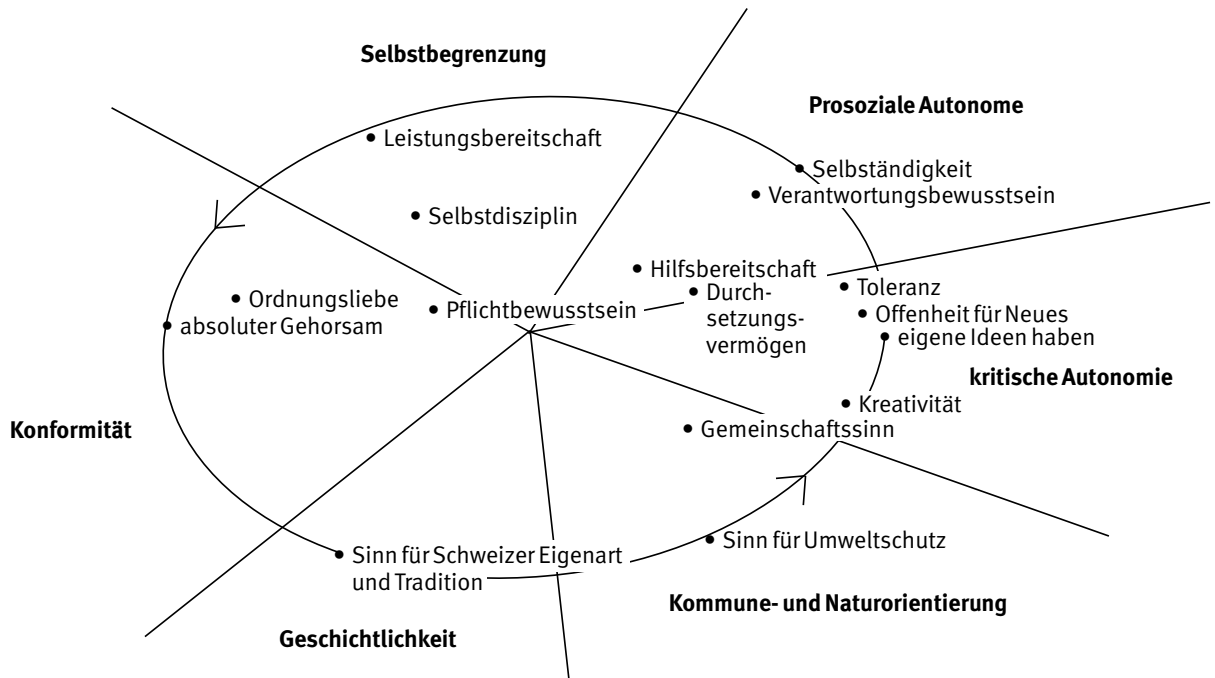 Selbstbegrenzung
Prosoziale Autonome
Leistungsbereitschaft
Selbständigkeit
Verantwortungsbewusstsein
Selbstdisziplin
Hilfsbereitschaft
Toleranz
Durch-
setzungs-
vermögen
Ordnungsliebe
absoluter Gehorsam
Pflichtbewusstsein
Offenheit für Neues
eigene Ideen haben
kritische Autonomie
Kreativität
Konformität
Gemeinschaftssinn
Sinn für Umweltschutz
Sinn für Schweizer Eigenart
und Tradition
Kommune- und Naturorientierung
Geschichtlichkeit